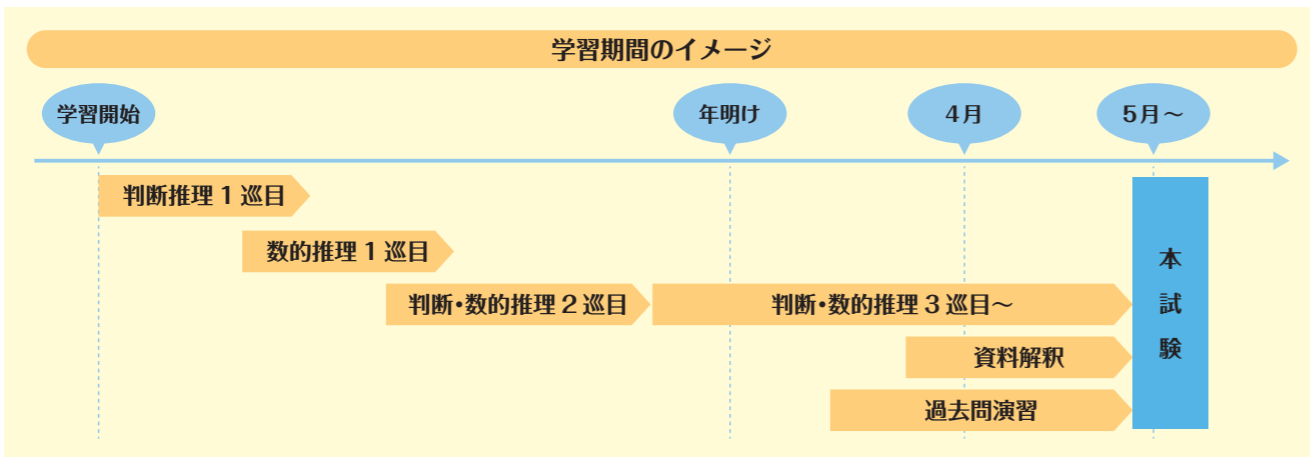 学習期間のイメージ
学習開始
年明け
4月
5月～
判断推理1巡目
数的推理1巡目
判断・数的推理2巡目
判断・数的推理3巡目～
資料解釈
過去問演習
本試験